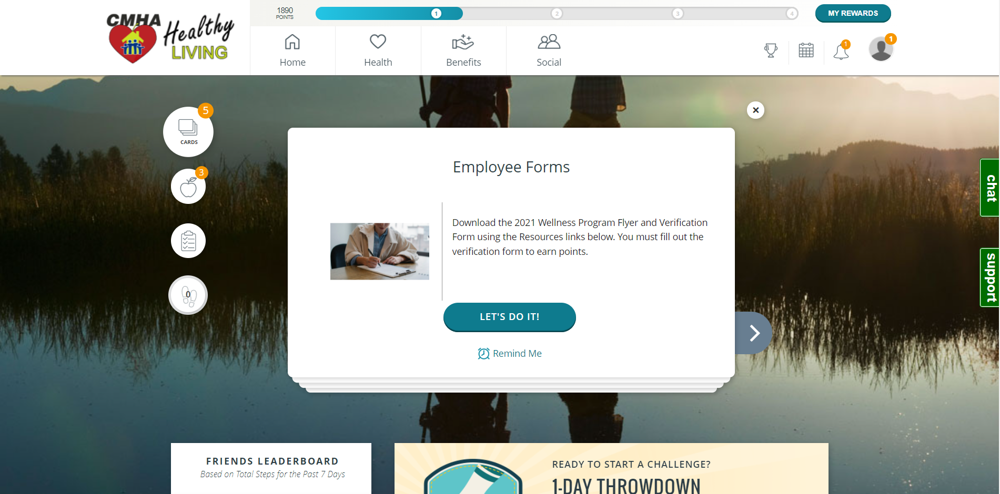 CMHA
Healthy
LIVING
1890
POINTS
1
2
3
4
MY REWARDS
Home
Health
Benefits
Social
1
1
5
CARDS
3
0
Employee Forms
Download the 2021 Wellness Program Flyer and Verification
Form using the Resources links below. You must fill out the
verification form to earn points.
LET'S DO IT!
Remind Me
chat
support
FRIENDS LEADERBOARD
Based on Total Steps for the Past 7 Days
READY TO START A CHALLENGE?
1-DAY THROWDOWN